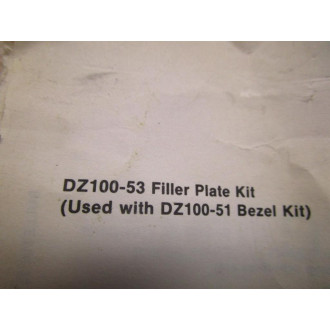 DZ100-53 Filler Plate Kit
(Used with DZ100-51 Bezel Kit)